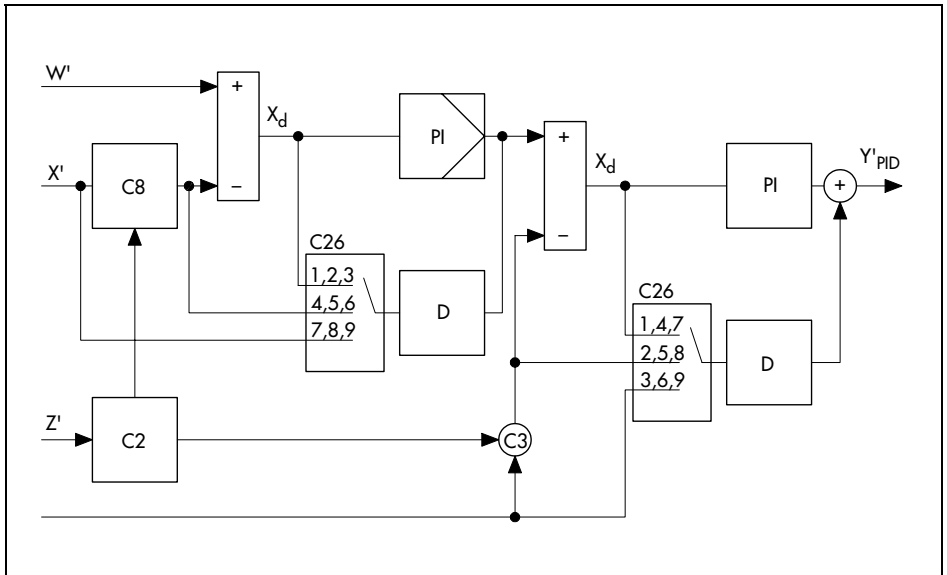 W'
+
X_d
PI
+
X_d
Y'_PID
X'
C8
−
PI
+
−
C26
1,2,3
4,5,6
7,8,9
D
C26
1,4,7
2,5,8
3,6,9
D
Z'
C2
C3